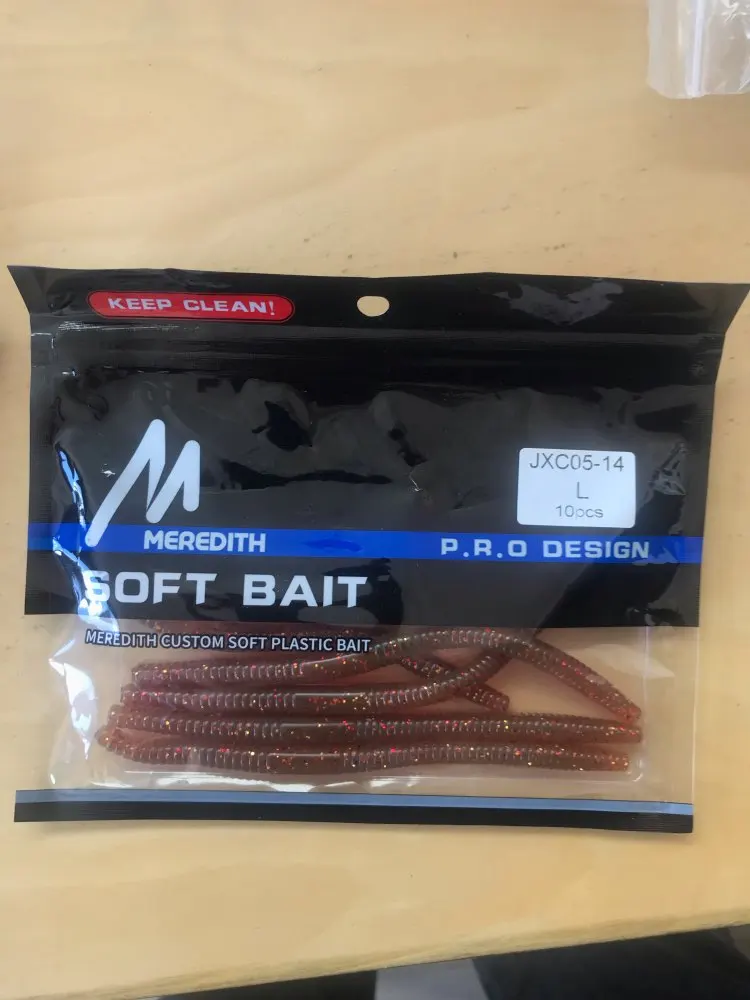 KEEP CLEAN!
JXC05-14
L
10pcs
MEREDITH
P.R.O DESIGN
SOFT BAIT
MEREDITH CUSTOM SOFT PLASTIC BAIT